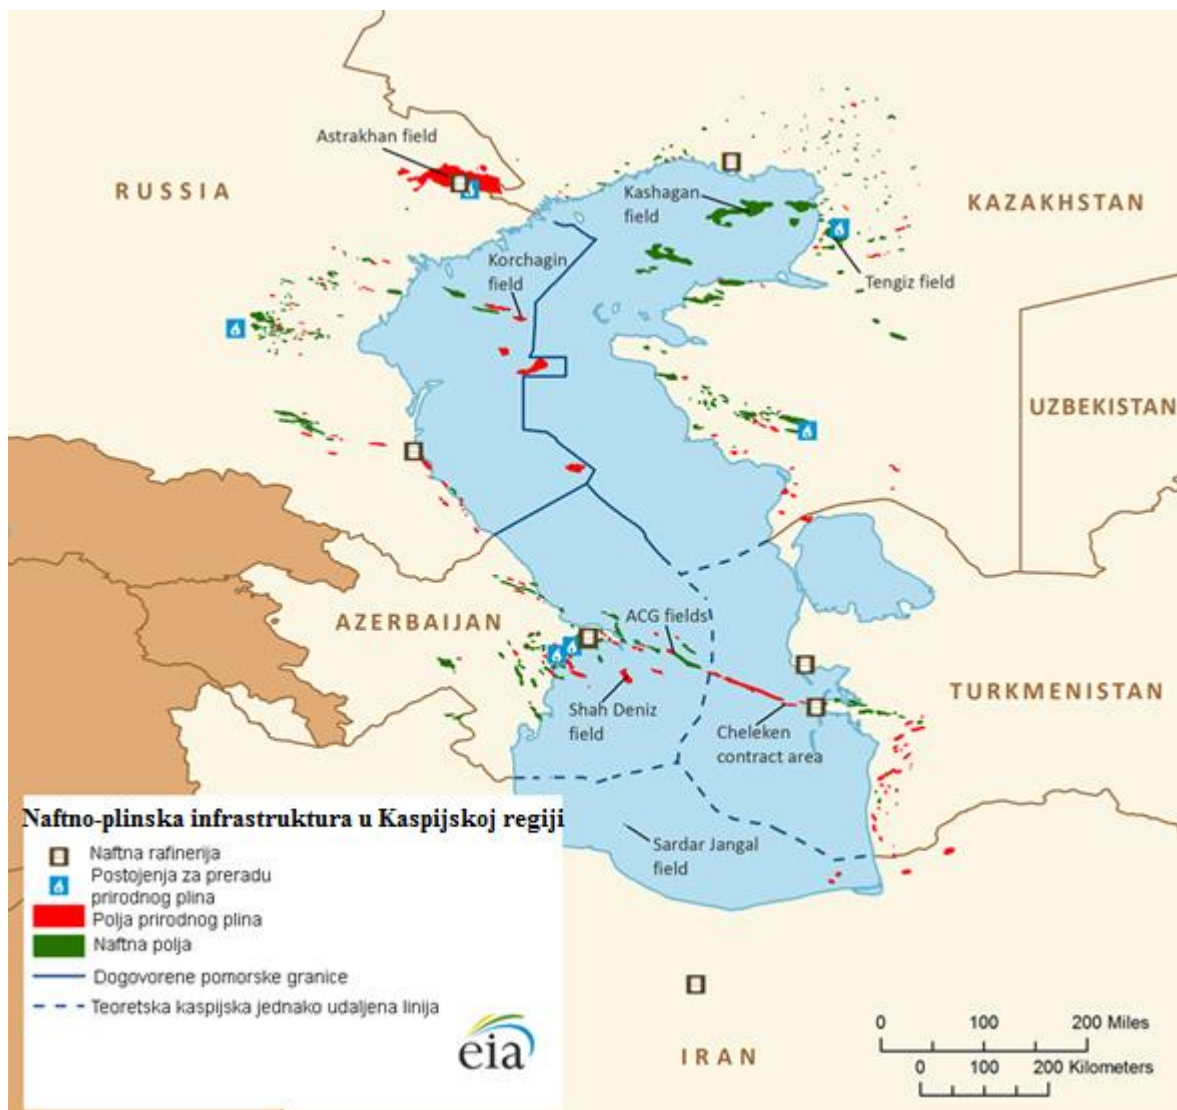 Astrakhan field
RUSSIA
Kashagan
field
KAZAKHSTAN
Korchagin
field
Tengiz field
UZBEKISTAN
AZERBAIJAN
ACG fields
TURKMENISTAN
Shah Deniz
field
Cheleken
contract area
Sardar Jangal
field
IRAN
Naftno-plinska infrastruktura u Kaspijskoj regiji
Naftna rafinerija
Postojenja za preradu
prirodnog plina
Polja prirodnog plina
Naftna polja
Dogovorene pomorske granice
Teoretska kaspijska jednako udaljena linija
eia
0 100 200 Miles
0 100 200 Kilometers